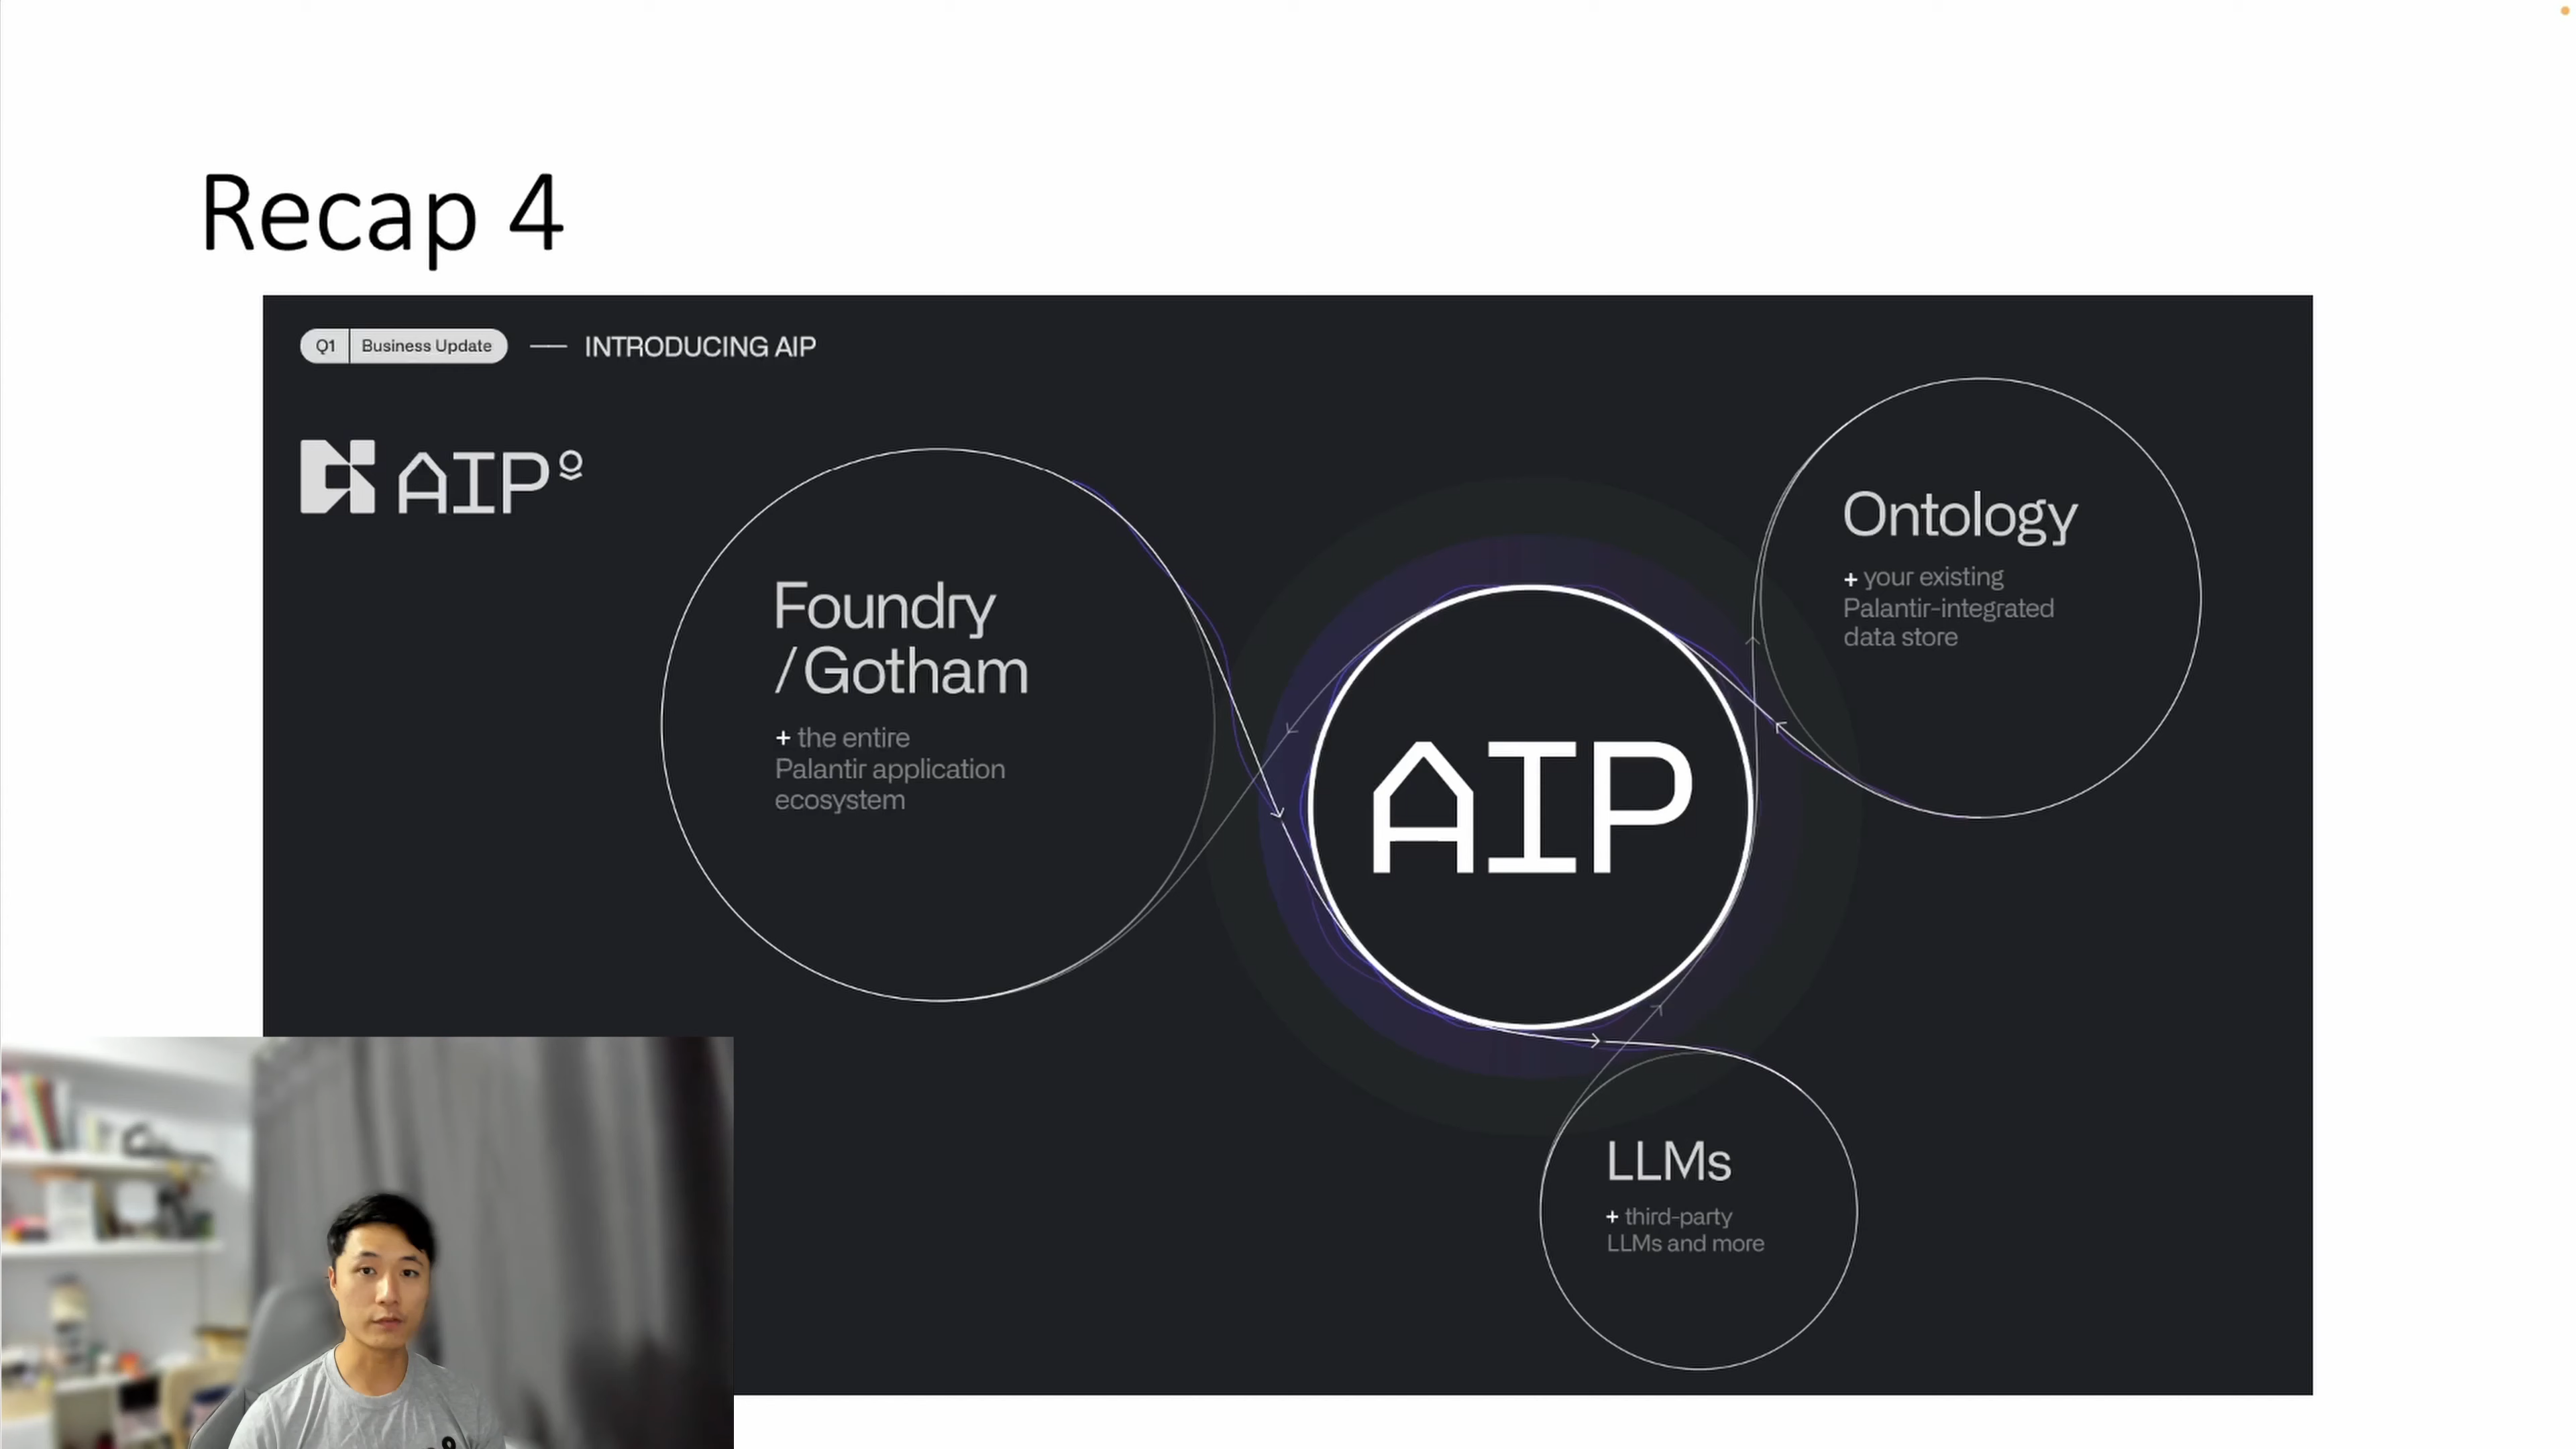 Recap 4
Q1 Business Update — INTRODUCING AIP
AIP
Foundry
/Gotham
+ the entire
Palantir application
ecosystem
AIP
Ontology
+ your existing
Palantir-integrated
data store
LLMs
+ third-party
LLMs and more